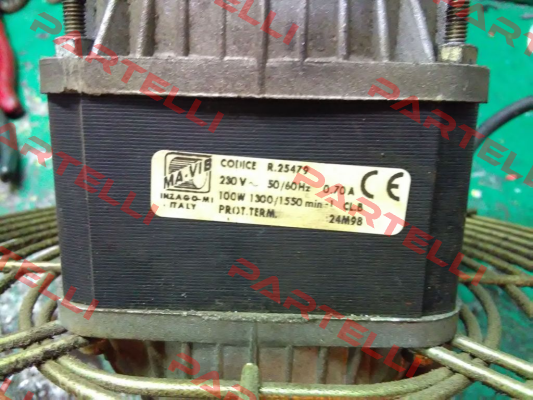 PARTELLI
MA-VIB
INZAGO-MI
ITALY
CODICE R.25479
230 V~ 50/60Hz 0.70 A
100W 1300/1550 min-1 CL.B
PROT.TERM. 24M98
CE
PARTELLI
PARTELLI
PARTELLI
PARTELLI